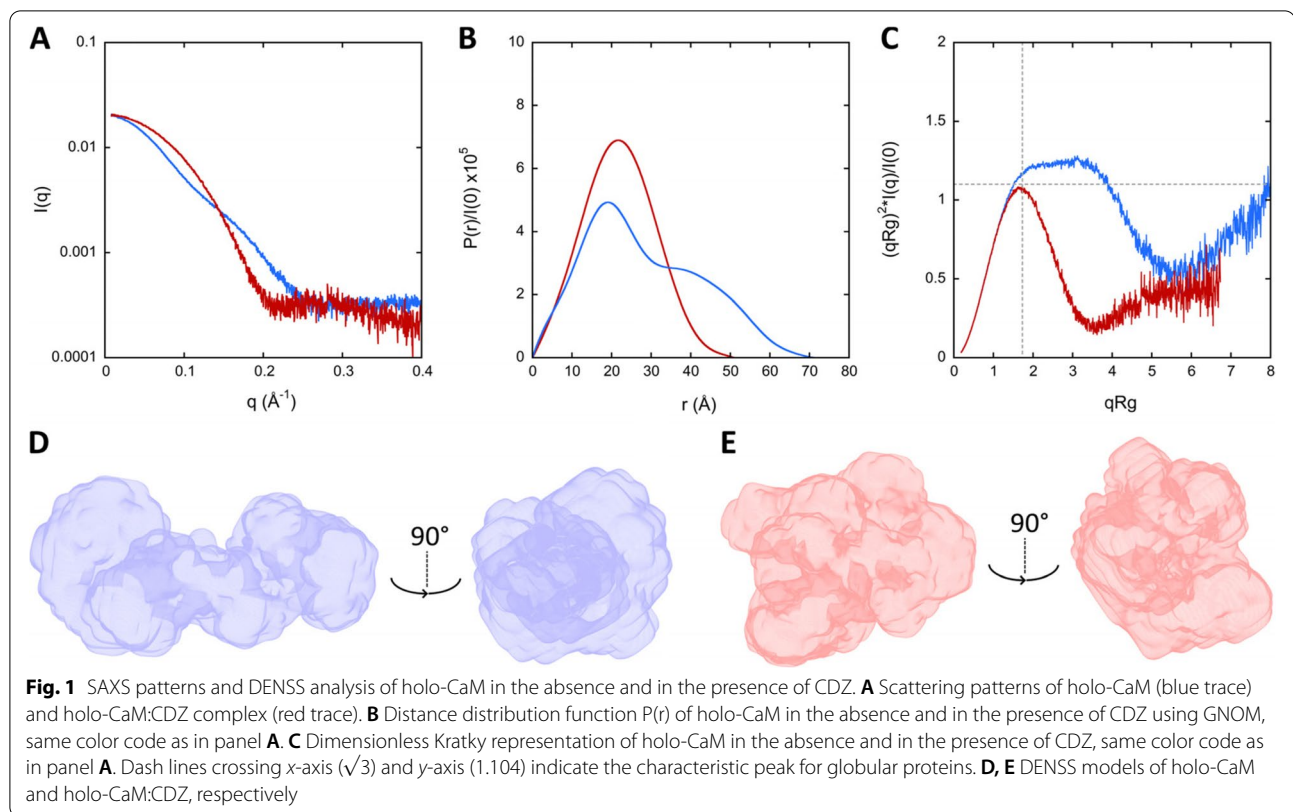 A
I(q)
0.1
0.01
0.001
0.0001
0
0.1
0.2
0.3
0.4
q (Å⁻¹)
B
P(r)/I(0) x10⁵
10
8
6
4
2
0
0
10
20
30
40
50
60
70
80
r (Å)
C
(qRg)²*I(q)/I(0)
2
1.5
1
0.5
0
0
1
2
3
4
5
6
7
8
qRg
D
90°
E
90°
Fig. 1 SAXS patterns and DENSS analysis of holo-CaM in the absence and in the presence of CDZ. A Scattering patterns of holo-CaM (blue trace)
and holo-CaM:CDZ complex (red trace). B Distance distribution function P(r) of holo-CaM in the absence and in the presence of CDZ using GNOM,
same color code as in panel A. C Dimensionless Kratky representation of holo-CaM in the absence and in the presence of CDZ, same color code as
in panel A. Dash lines crossing x-axis (√3) and y-axis (1.104) indicate the characteristic peak for globular proteins. D, E DENSS models of holo-CaM
and holo-CaM:CDZ, respectively